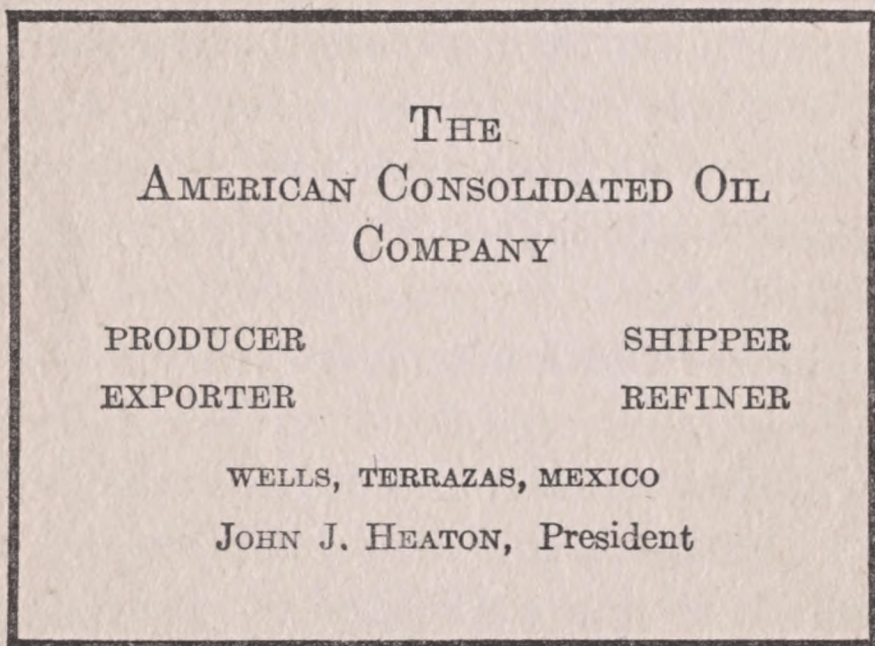 The
American Consolidated Oil
Company
PRODUCER SHIPPER
EXPORTER REFINER
WELLS, TERRAZAS, MEXICO
John J. Heaton, President